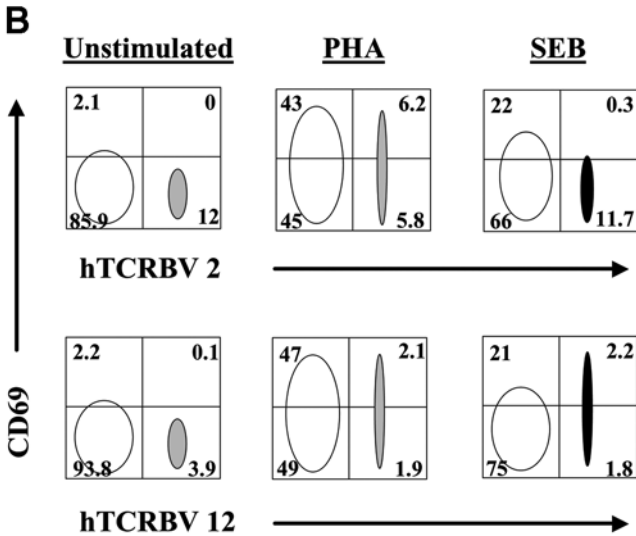 B
Unstimulated PHA SEB
2.1 0 43 6.2 22 0.3
85.9 12 45 5.8 66 11.7
hTCRBV 2
2.2 0.1 47 2.1 21 2.2
93.8 3.9 49 1.9 75 1.8
hTCRBV 12
CD69